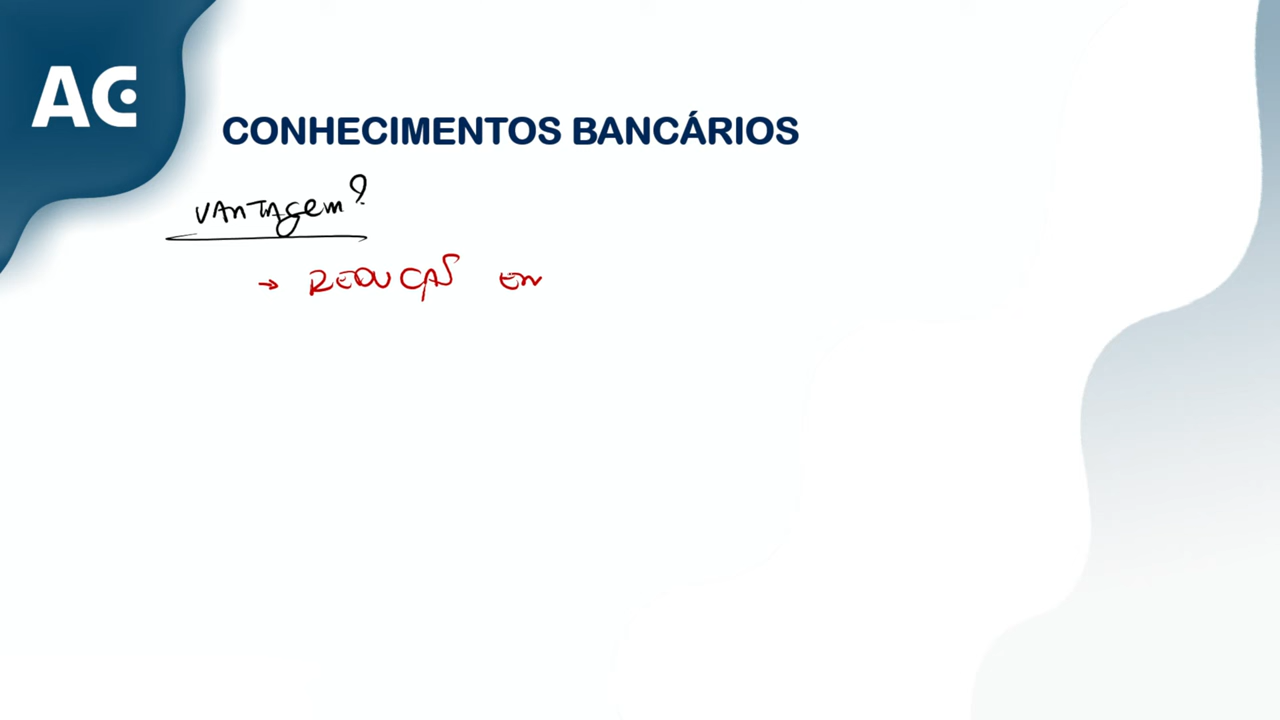 AC
CONHECIMENTOS BANCÁRIOS
VANTAgem?
→ REDUÇÃO em